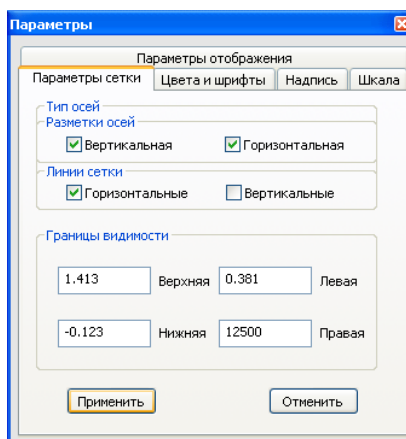 Параметры
Параметры отображения
Параметры сетки Цвета и шрифты Надпись Шкала
Тип осей
Разметки осей
Вертикальная Горизонтальная
Линии сетки
Горизонтальные Вертикальные
Границы видимости
1.413 Верхняя 0.381 Левая
-0.123 Нижняя 12500 Правая
Применить Отменить